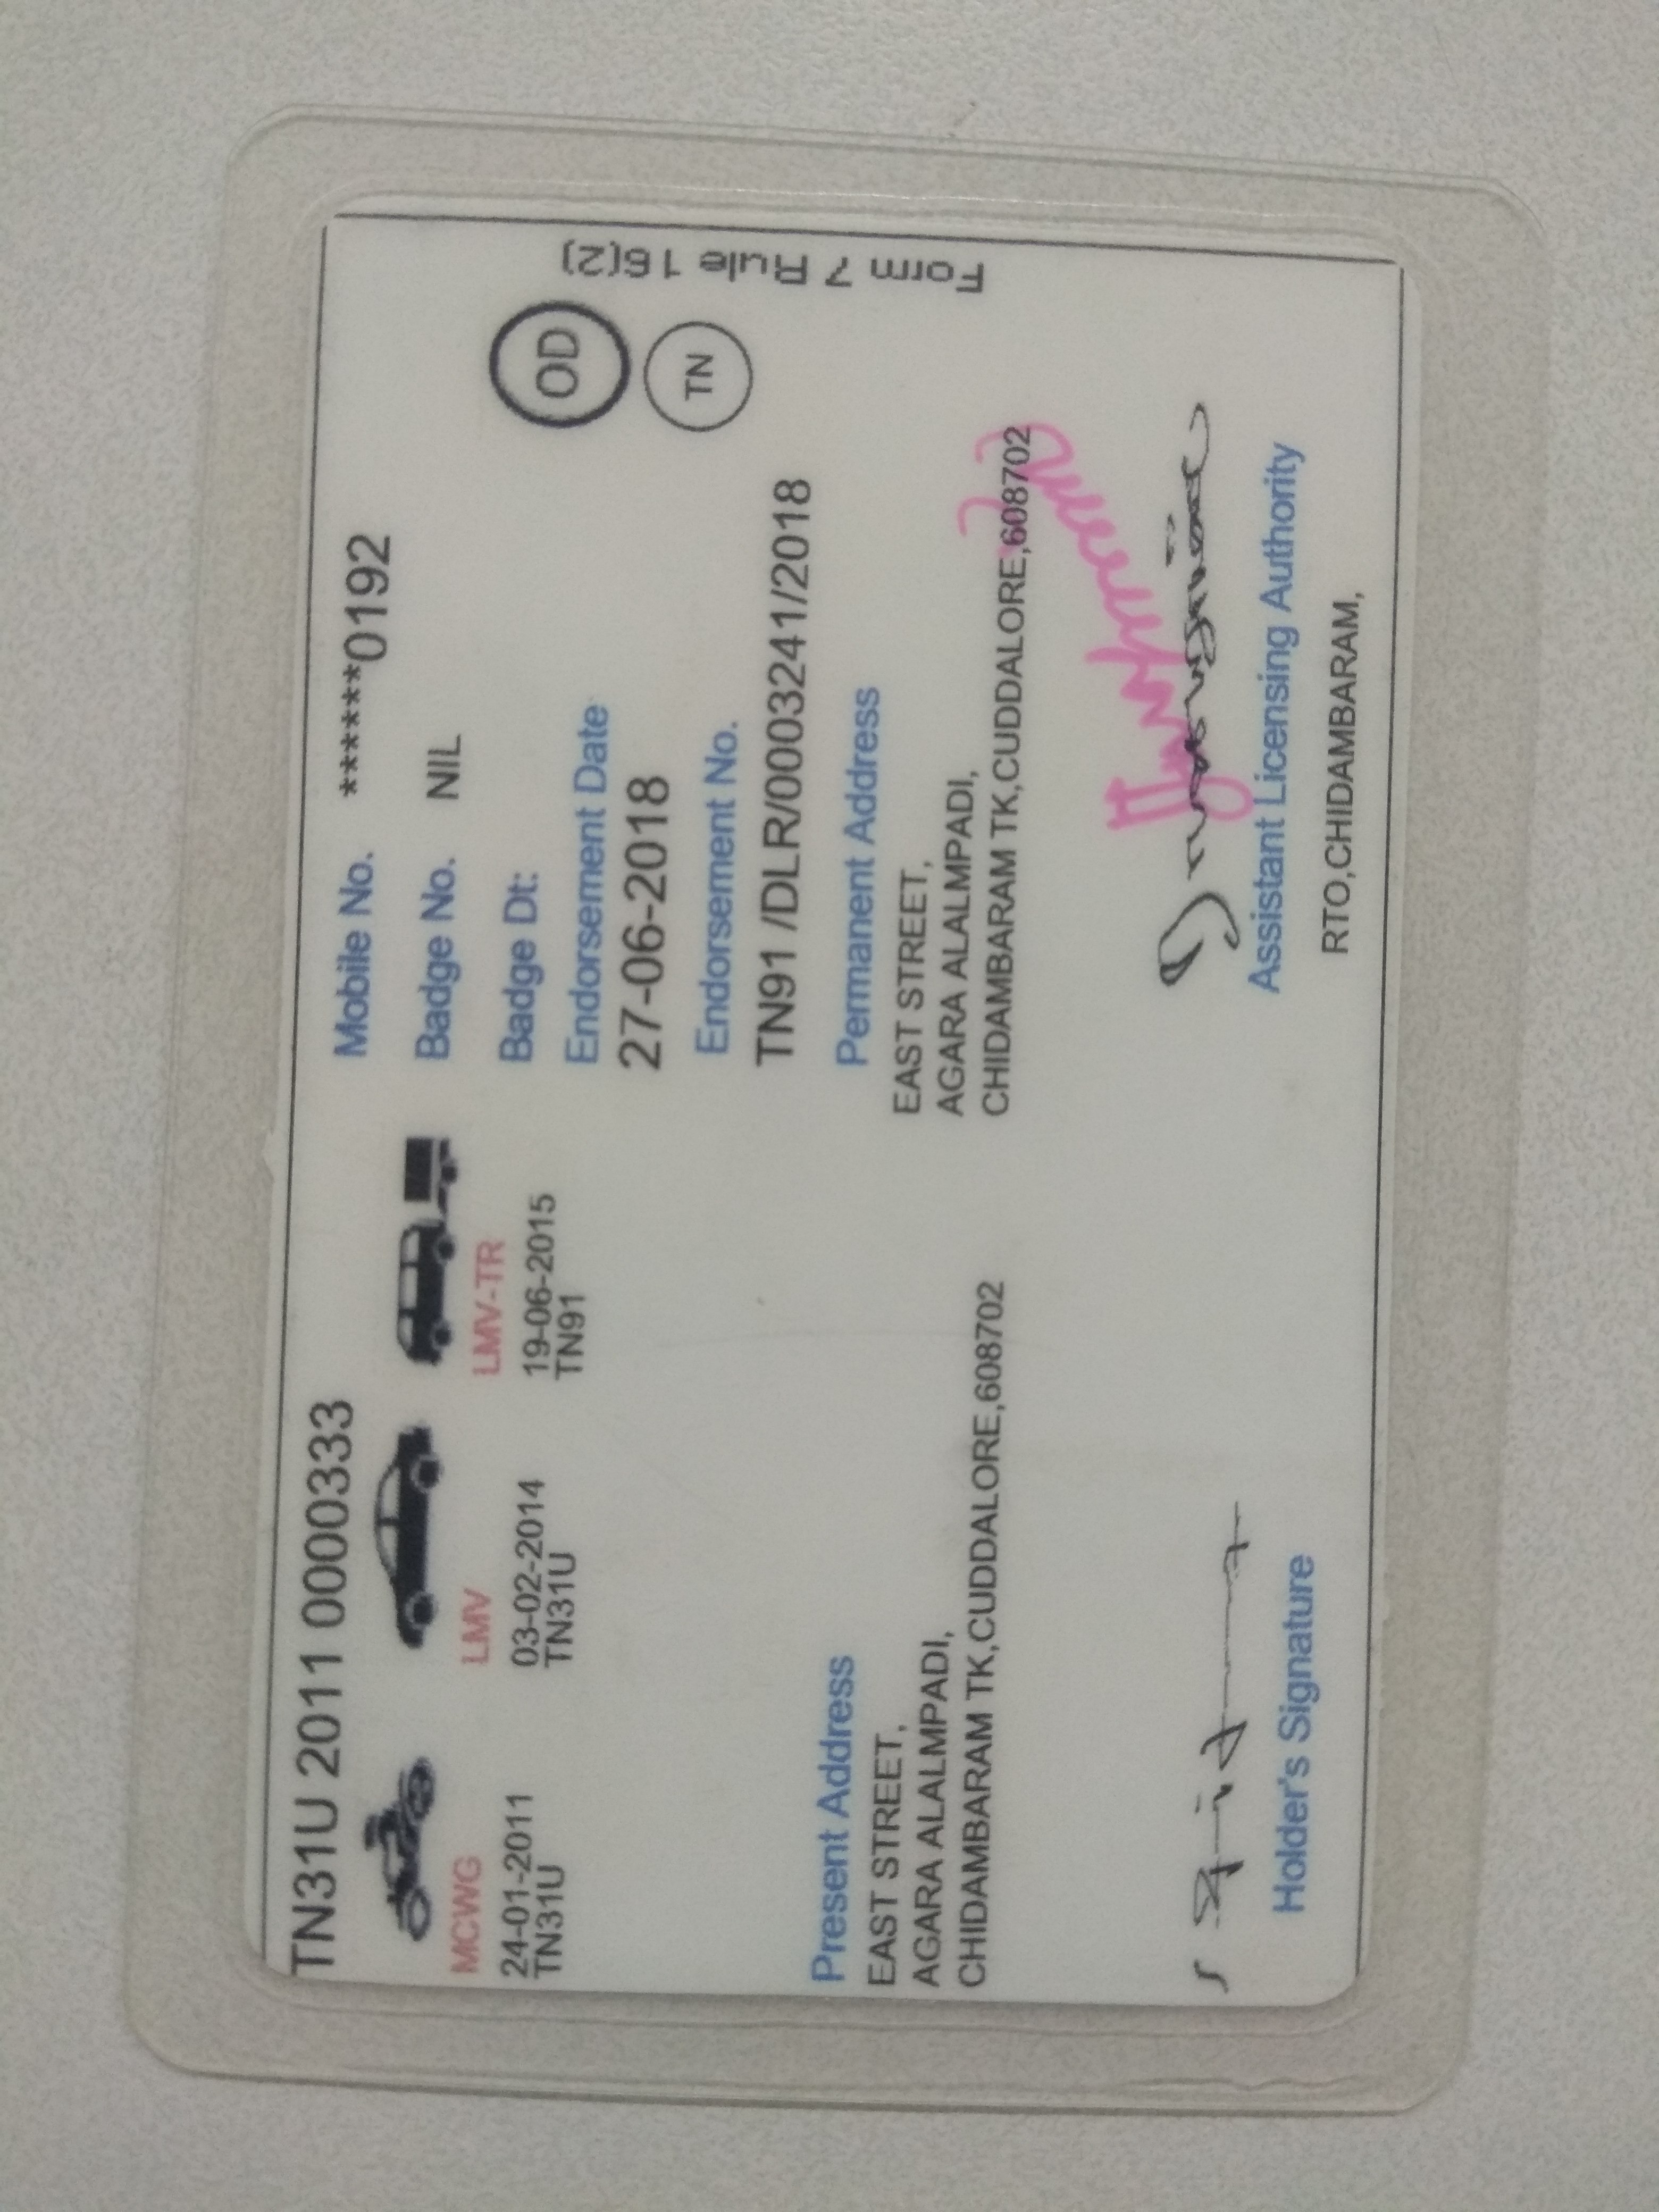 TN31U 2011 0000333
MCWG
24-01-2011
TN31U
LMV
03-02-2014
TN31U
LMV-TR
19-06-2015
TN91
Mobile No. ******0192
Badge No. NIL
Badge Dt:
Endorsement Date
27-06-2018
Endorsement No.
TN91 /DLR/0003241/2018
OD
TN
Form 7 Rule 16(2)
Present Address
EAST STREET,
AGARA ALALMPADI,
CHIDAMBARAM TK,CUDDALORE,608702
Permanent Address
EAST STREET,
AGARA ALALMPADI,
CHIDAMBARAM TK,CUDDALORE,608702
Holder's Signature
Assistant Licensing Authority
RTO,CHIDAMBARAM,